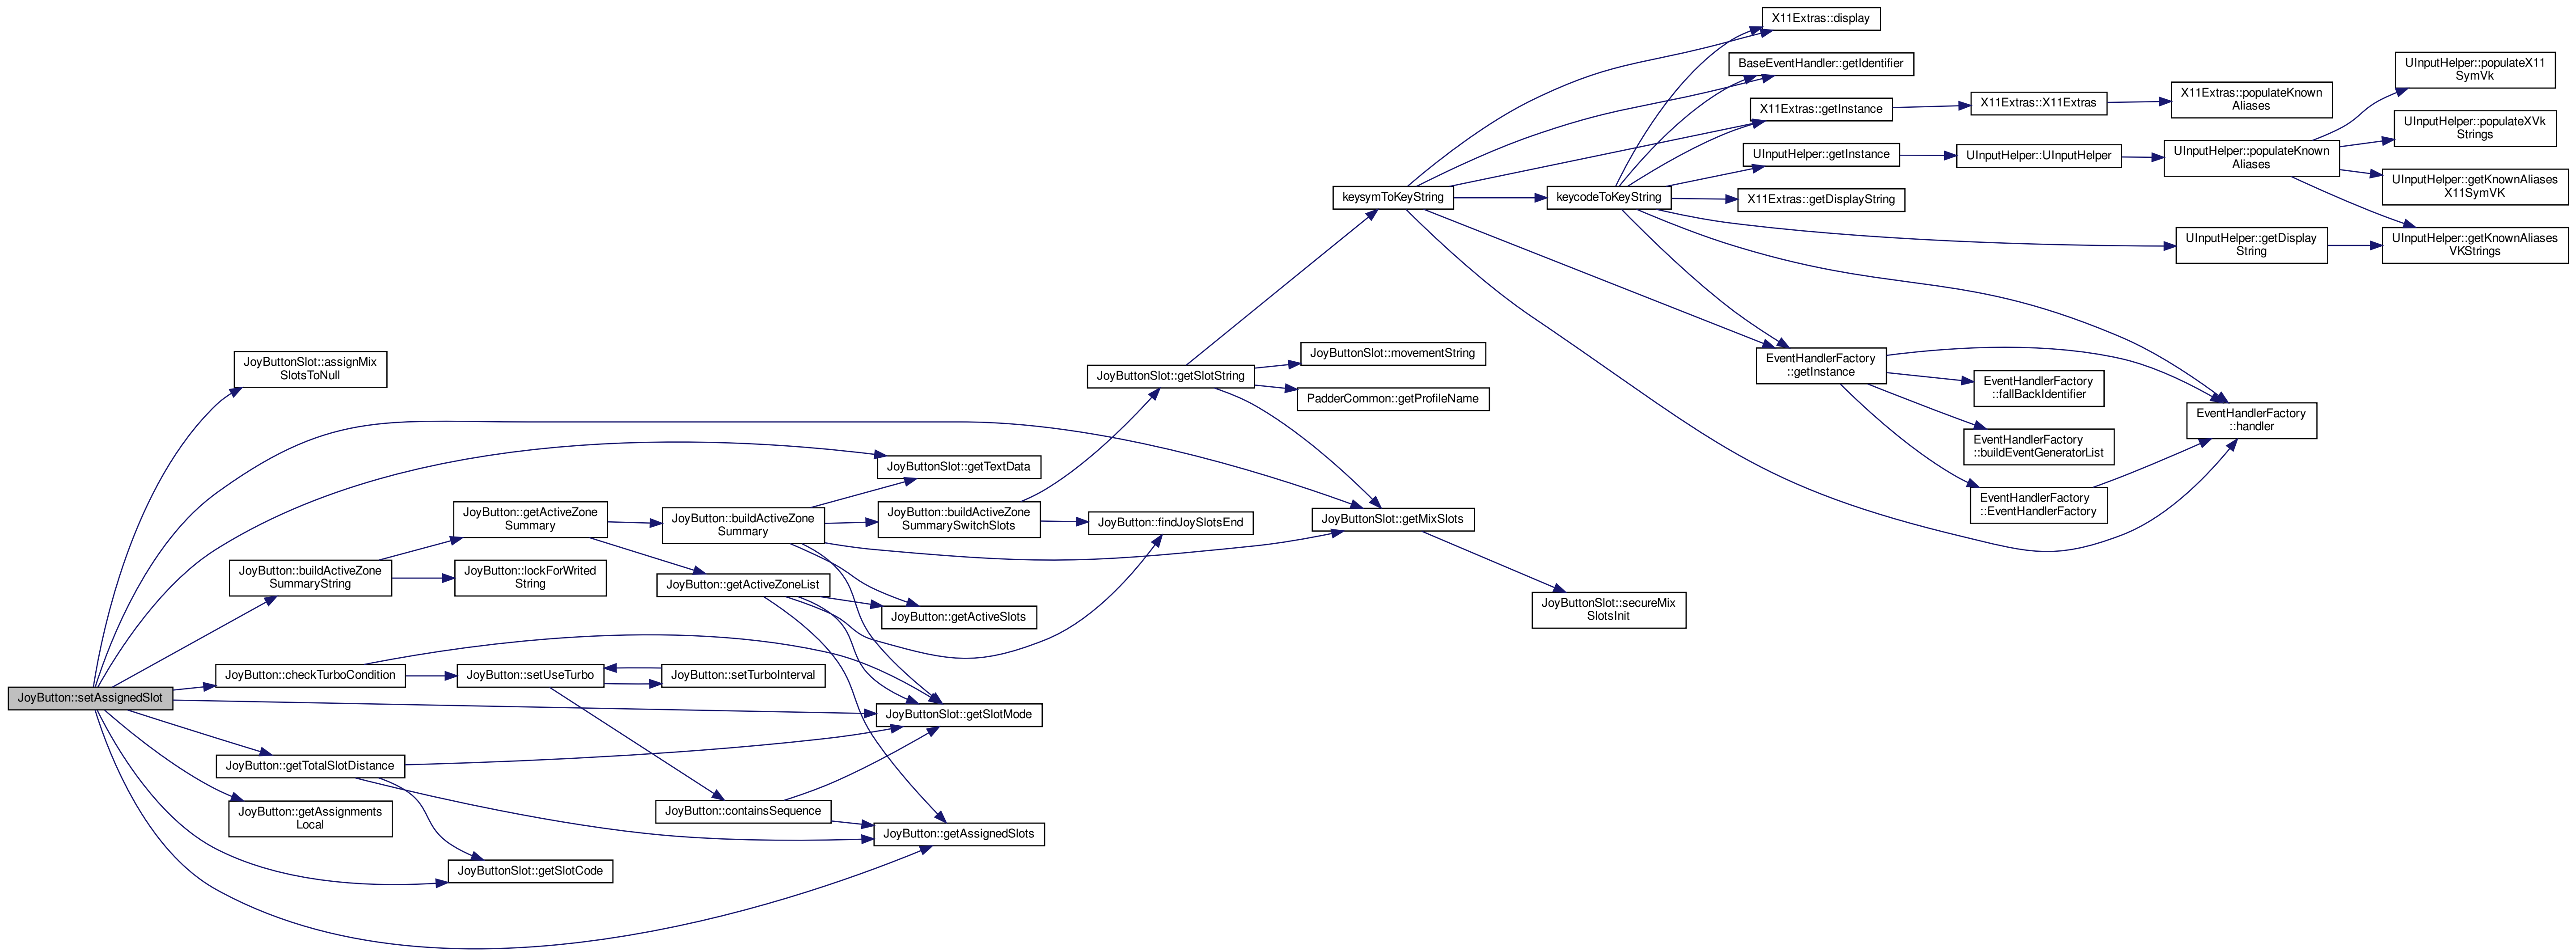 X11Extras::display
BaseEventHandler::getIdentifier
UInputHelper::populateX11
SymVk
X11Extras::getInstance
X11Extras::X11Extras
X11Extras::populateKnown
Aliases
UInputHelper::populateXVk
Strings
UInputHelper::getInstance
UInputHelper::UInputHelper
UInputHelper::populateKnown
Aliases
UInputHelper::getKnownAliases
X11SymVK
keysymToKeyString
keycodeToKeyString
X11Extras::getDisplayString
UInputHelper::getDisplay
String
UInputHelper::getKnownAliases
VKStrings
JoyButtonSlot::assignMix
SlotsToNull
JoyButtonSlot::getSlotString
JoyButtonSlot::movementString
PadderCommon::getProfileName
EventHandlerFactory
::getInstance
EventHandlerFactory
::fallBackIdentifier
EventHandlerFactory
::handler
EventHandlerFactory
::buildEventGeneratorList
EventHandlerFactory
::EventHandlerFactory
JoyButtonSlot::getTextData
JoyButton::getActiveZone
Summary
JoyButton::buildActiveZone
Summary
JoyButton::buildActiveZone
SummarySwitchSlots
JoyButton::findJoySlotsEnd
JoyButtonSlot::getMixSlots
JoyButton::buildActiveZone
SummaryString
JoyButton::lockForWrited
String
JoyButton::getActiveZoneList
JoyButton::getActiveSlots
JoyButtonSlot::secureMix
SlotsInit
JoyButton::setAssignedSlot
JoyButton::checkTurboCondition
JoyButton::setUseTurbo
JoyButton::setTurboInterval
JoyButtonSlot::getSlotMode
JoyButton::getTotalSlotDistance
JoyButton::getAssignments
Local
JoyButton::containsSequence
JoyButton::getAssignedSlots
JoyButtonSlot::getSlotCode